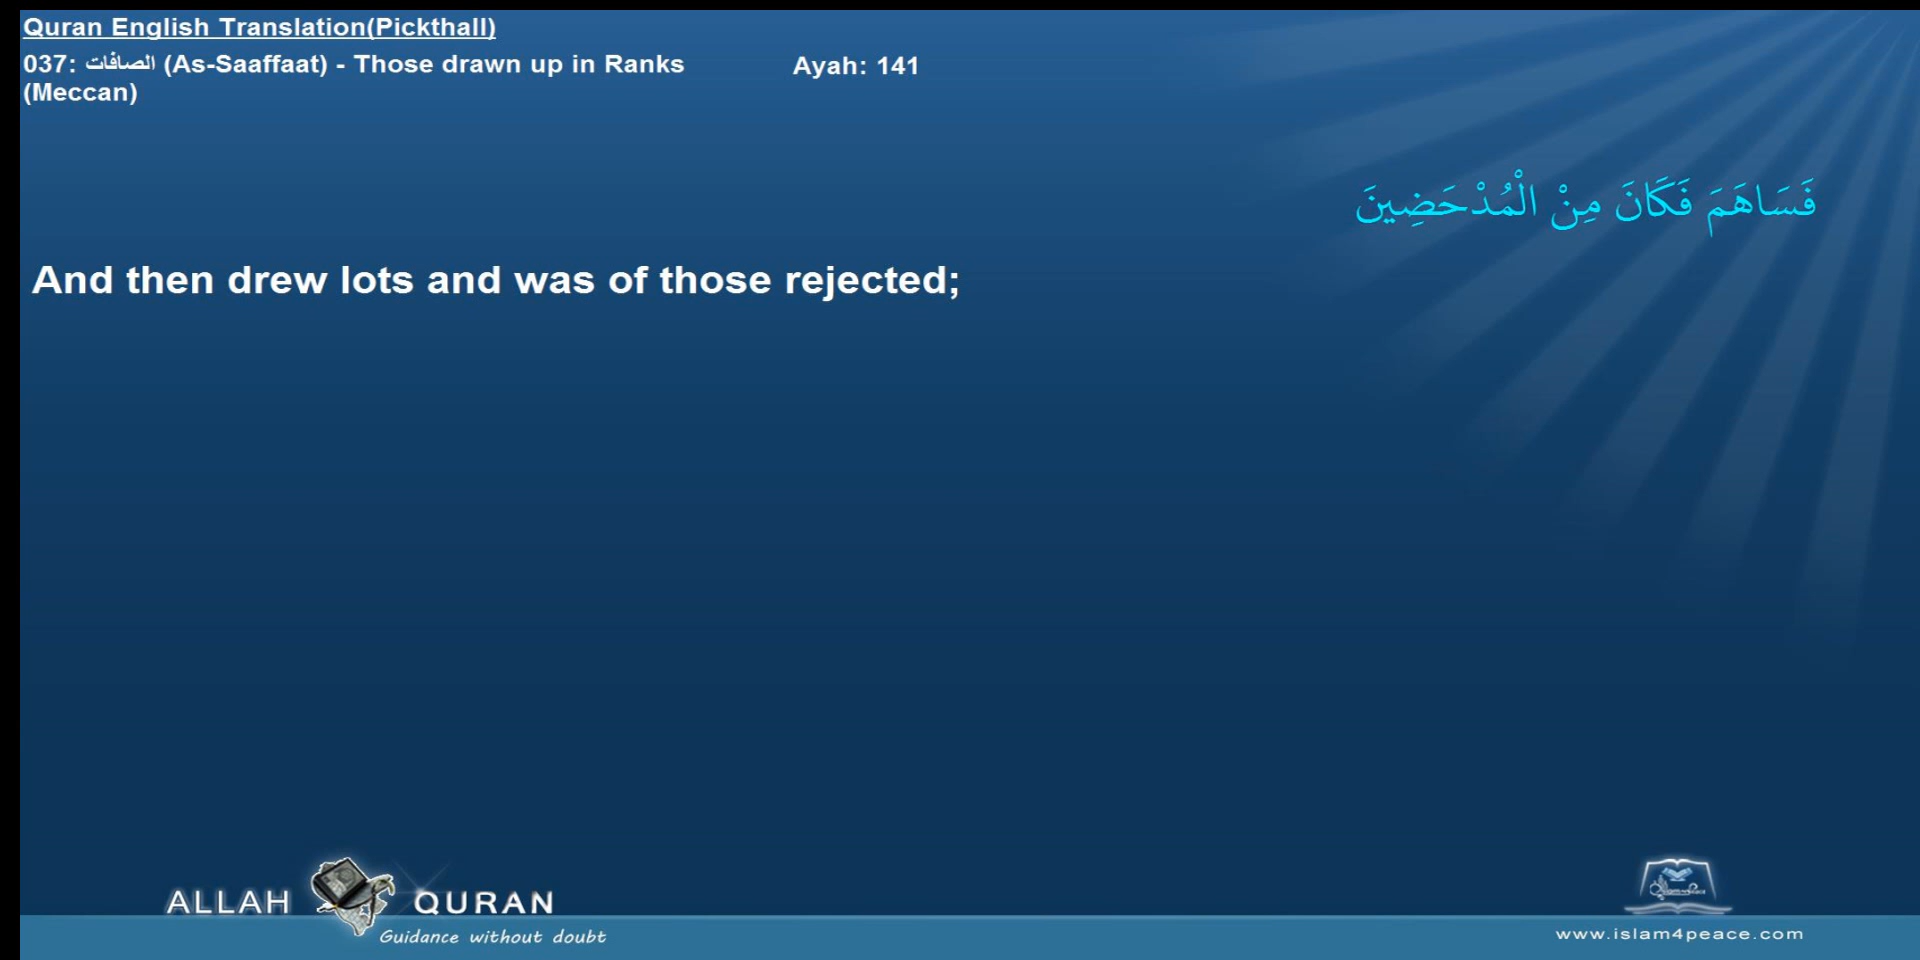 Quran English Translation(Pickthall)
037: الصافات (As-Saaffaat) - Those drawn up in Ranks
(Meccan)
Ayah: 141
فَسَاهَمَ فَكَانَ مِنْ الْمُدْحَضِينَ
And then drew lots and was of those rejected;
ALLAH QURAN
Guidance without doubt
www.islam4peace.com